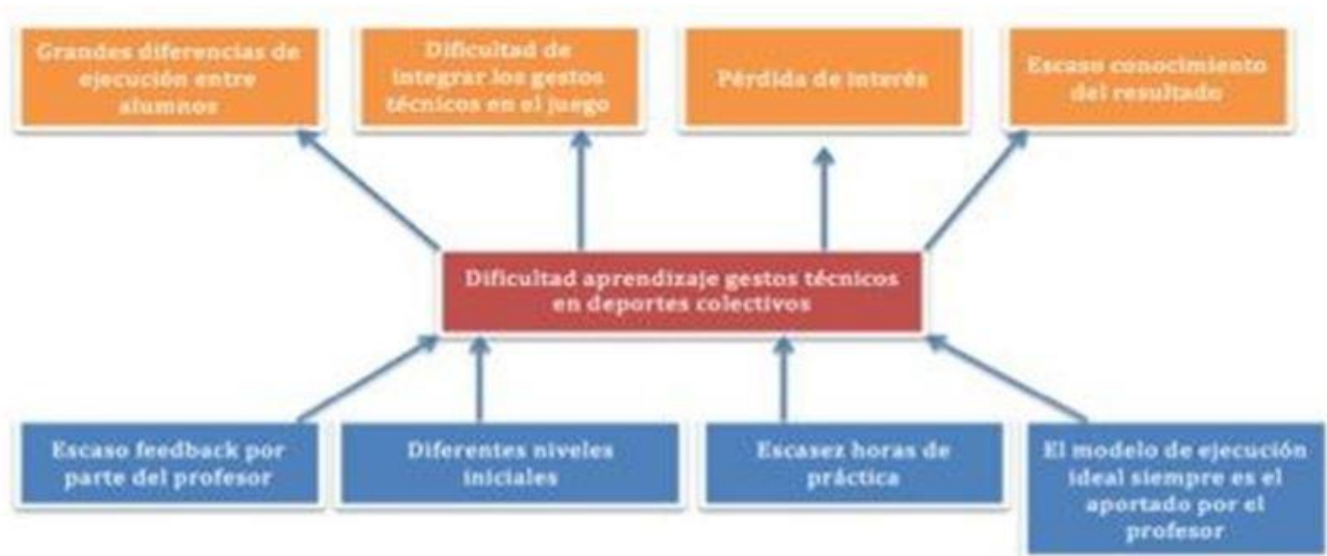 Grandes diferencias de
ejecución entre
alumnos
Dificultad de
integrar los gestos
técnicos en el juego
Pérdida de interés
Escaso conocimiento
del resultado
Dificultad aprendizaje gestos técnicos
en deportes colectivos
Escaso feedback por
parte del profesor
Diferentes niveles
iniciales
Escasez horas de
práctica
El modelo de ejecución
ideal siempre es el
aportado por el
profesor